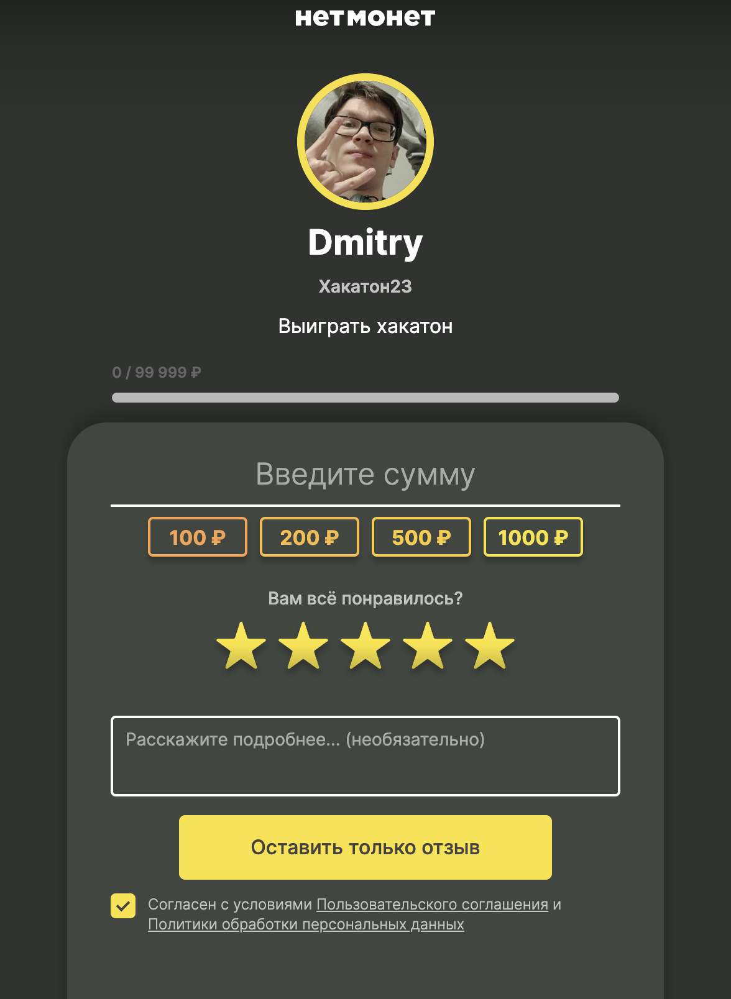 нетмонет
Dmitry
Хакатон23
Выиграть хакатон
0 / 99 999 ₽
Введите сумму
100 ₽ 200 ₽ 500 ₽ 1000 ₽
Вам всё понравилось?
Расскажите подробнее... (необязательно)
Оставить только отзыв
Согласен с условиями Пользовательского соглашения и
Политики обработки персональных данных